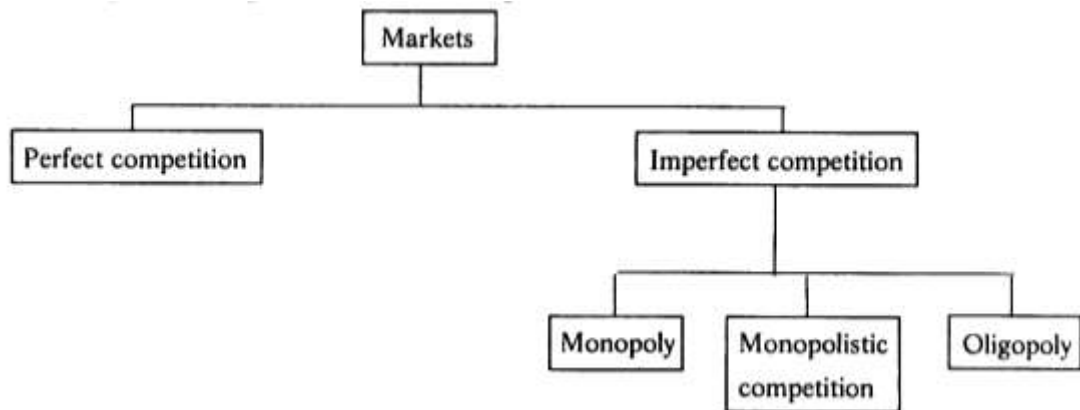 Markets
Perfect competition
Imperfect competition
Monopoly
Monopolistic
competition
Oligopoly